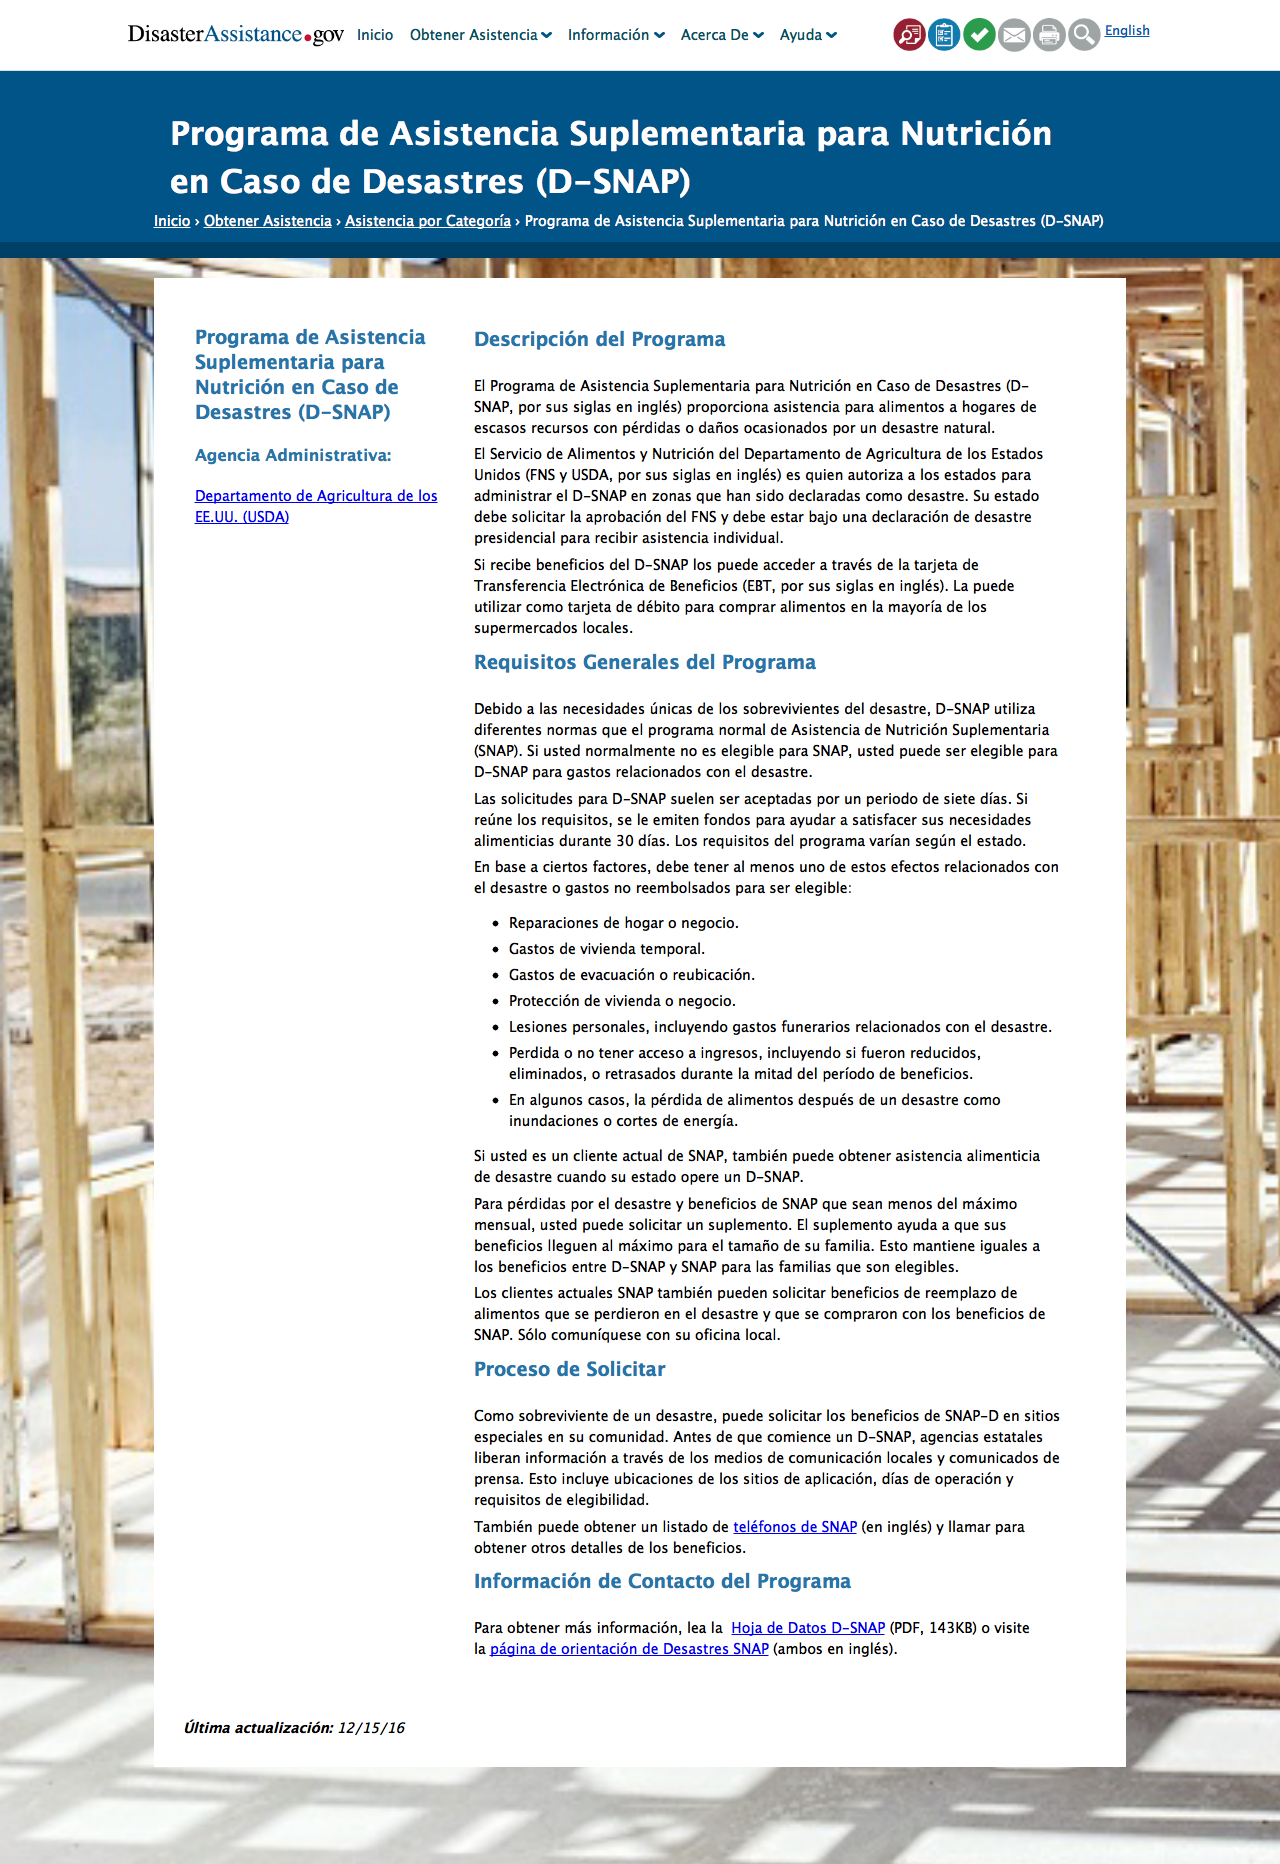 DisasterAssistance.gov Inicio Obtener Asistencia Información Acerca De Ayuda English
Programa de Asistencia Suplementaria para Nutrición
en Caso de Desastres (D-SNAP)
Inicio › Obtener Asistencia › Asistencia por Categoría › Programa de Asistencia Suplementaria para Nutrición en Caso de Desastres (D-SNAP)
Programa de Asistencia
Suplementaria para
Nutrición en Caso de
Desastres (D-SNAP)
Agencia Administrativa:
Departamento de Agricultura de los
EE.UU. (USDA)
Descripción del Programa
El Programa de Asistencia Suplementaria para Nutrición en Caso de Desastres (D-
SNAP, por sus siglas en inglés) proporciona asistencia para alimentos a hogares de
escasos recursos con pérdidas o daños ocasionados por un desastre natural.
El Servicio de Alimentos y Nutrición del Departamento de Agricultura de los Estados
Unidos (FNS y USDA, por sus siglas en inglés) es quien autoriza a los estados para
administrar el D-SNAP en zonas que han sido declaradas como desastre. Su estado
debe solicitar la aprobación del FNS y debe estar bajo una declaración de desastre
presidencial para recibir asistencia individual.
Si recibe beneficios del D-SNAP los puede acceder a través de la tarjeta de
Transferencia Electrónica de Beneficios (EBT, por sus siglas en inglés). La puede
utilizar como tarjeta de débito para comprar alimentos en la mayoría de los
supermercados locales.
Requisitos Generales del Programa
Debido a las necesidades únicas de los sobrevivientes del desastre, D-SNAP utiliza
diferentes normas que el programa normal de Asistencia de Nutrición Suplementaria
(SNAP). Si usted normalmente no es elegible para SNAP, usted puede ser elegible para
D-SNAP para gastos relacionados con el desastre.
Las solicitudes para D-SNAP suelen ser aceptadas por un periodo de siete días. Si
reúne los requisitos, se le emiten fondos para ayudar a satisfacer sus necesidades
alimenticias durante 30 días. Los requisitos del programa varían según el estado.
En base a ciertos factores, debe tener al menos uno de estos efectos relacionados con
el desastre o gastos no reembolsados para ser elegible:
• Reparaciones de hogar o negocio.
• Gastos de vivienda temporal.
• Gastos de evacuación o reubicación.
• Protección de vivienda o negocio.
• Lesiones personales, incluyendo gastos funerarios relacionados con el desastre.
• Perdida o no tener acceso a ingresos, incluyendo si fueron reducidos,
eliminados, o retrasados durante la mitad del período de beneficios.
• En algunos casos, la pérdida de alimentos después de un desastre como
inundaciones o cortes de energía.
Si usted es un cliente actual de SNAP, también puede obtener asistencia alimenticia
de desastre cuando su estado opere un D-SNAP.
Para pérdidas por el desastre y beneficios de SNAP que sean menos del máximo
mensual, usted puede solicitar un suplemento. El suplemento ayuda a que sus
beneficios lleguen al máximo para el tamaño de su familia. Esto mantiene iguales a
los beneficios entre D-SNAP y SNAP para las familias que son elegibles.
Los clientes actuales SNAP también pueden solicitar beneficios de reemplazo de
alimentos que se perdieron en el desastre y que se compraron con los beneficios de
SNAP. Sólo comuníquese con su oficina local.
Proceso de Solicitar
Como sobreviviente de un desastre, puede solicitar los beneficios de SNAP-D en sitios
especiales en su comunidad. Antes de que comience un D-SNAP, agencias estatales
liberan información a través de los medios de comunicación locales y comunicados de
prensa. Esto incluye ubicaciones de los sitios de aplicación, días de operación y
requisitos de elegibilidad.
También puede obtener un listado de teléfonos de SNAP (en inglés) y llamar para
obtener otros detalles de los beneficios.
Información de Contacto del Programa
Para obtener más información, lea la Hoja de Datos D-SNAP (PDF, 143KB) o visite
la página de orientación de Desastres SNAP (ambos en inglés).
Última actualización: 12/15/16